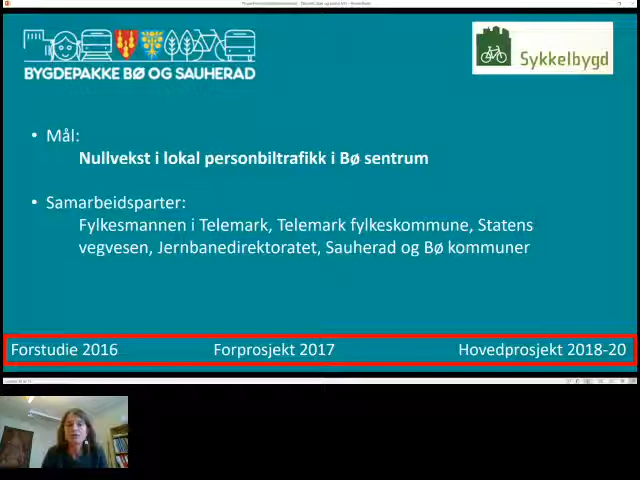 BYGDEPAKKE BØ OG SAUHERAD
Sykkelbygd
• Mål:
Nullvekst i lokal personbiltrafikk i Bø sentrum
• Samarbeidsparter:
Fylkesmannen i Telemark, Telemark fylkeskommune, Statens
vegvesen, Jernbanedirektoratet, Sauherad og Bø kommuner
Forstudie 2016
Forprosjekt 2017
Hovedprosjekt 2018-20